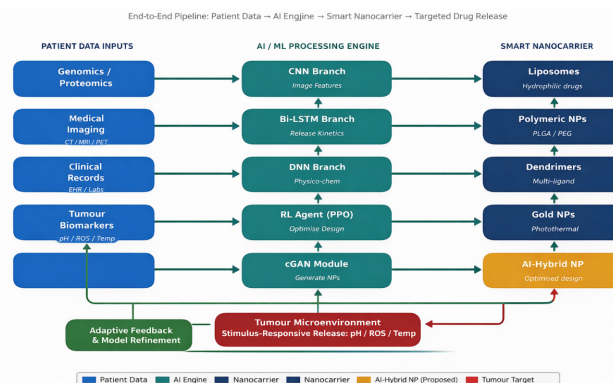 End-to-End Pipeline: Patient Data → AI Engjne → Smart Nanocarrier → Targeted Drug Release
PATIENT DATA INPUTS
AI / ML PROCESSING ENGINE
SMART NANOCARRIER
Genomics /
Proteomics
CNN Branch
Image Features
Liposomes
Hydrophilic drugs
Medical
Imaging
CT / MRI / PET
Bi-LSTM Branch
Release Kinetics
Polymeric NPs
PLGA / PEG
Clinical
Records
EHR / Labs
DNN Branch
Physico-chem
Dendrimers
Multi-ligand
Tumour
Biomarkers
pH / ROS / Temp
RL Agent (PPO)
Optimise Design
Gold NPs
Photothermal
cGAN Module
Generate NPs
AI-Hybrid NP
Optimised design
Adaptive Feedback
& Model Refinement
Tumour Microenvironment
Stimulus-Responsive Release: pH / ROS / Temp
Patient Data
AI Engine
Nanocarrier
Nanocarrier
AI-Hybrid NP (Proposed)
Tumour Target